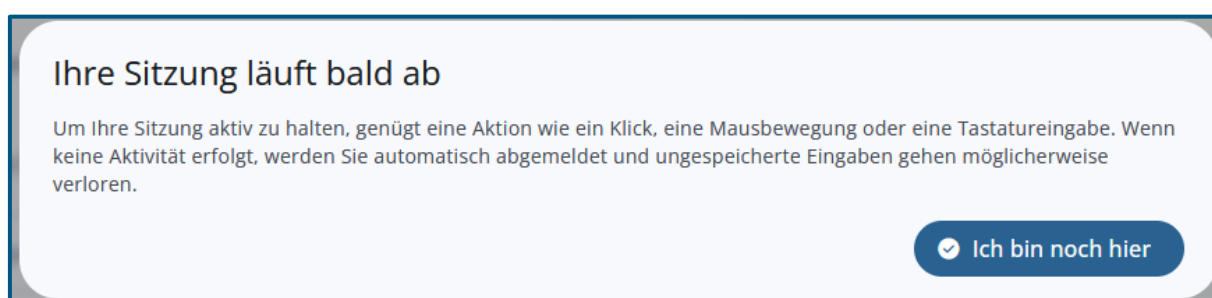 Ihre Sitzung läuft bald ab
Um Ihre Sitzung aktiv zu halten, genügt eine Aktion wie ein Klick, eine Mausbewegung oder eine Tastatureingabe. Wenn
keine Aktivität erfolgt, werden Sie automatisch abgemeldet und ungespeicherte Eingaben gehen möglicherweise
verloren.
Ich bin noch hier